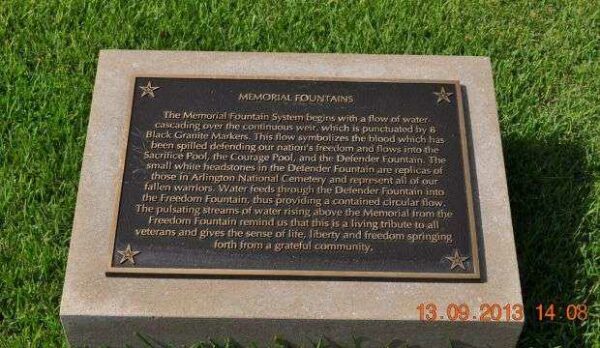 MEMORIAL FOUNTAINS
The Memorial Fountain System begins with a flow of water
cascading over the continuous weir, which is punctuated by 8
Black Granite Markers. This flow symbolizes the blood which has
been spilled defending our nation's freedom and flows into the
Sacrifice Pool, the Courage Pool, and the Defender Fountain. The
small white headstones in the Defender Fountain are replicas of
those in Arlington National Cemetery and represent all of our
fallen warriors. Water feeds through the Defender Fountain into
the Freedom Fountain, thus providing a contained circular flow.
The pulsating streams of water rising above the Memorial from the
Freedom Fountain remind us that this is a living tribute to all
veterans and gives the sense of life, liberty and freedom springing
forth from a grateful community.
13.09.2013 14:08